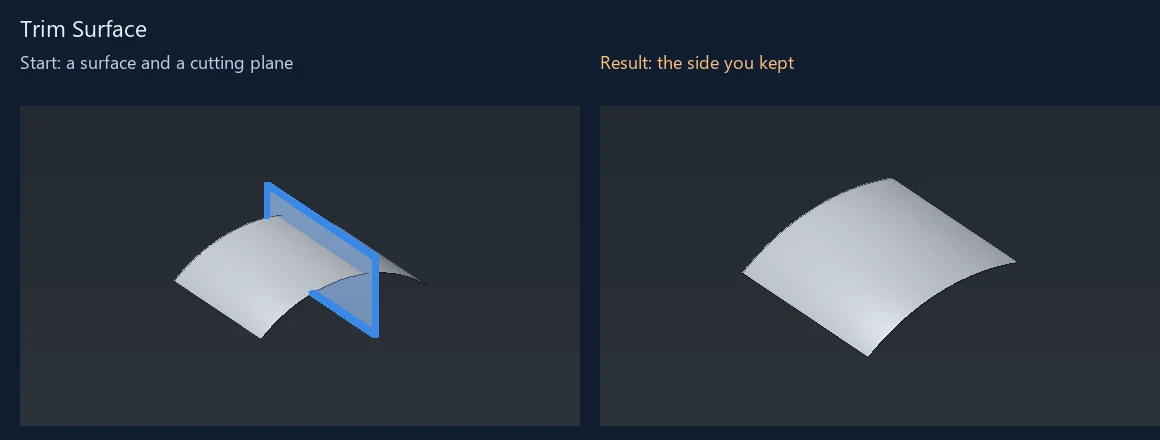 Trim Surface
Start: a surface and a cutting plane
Result: the side you kept